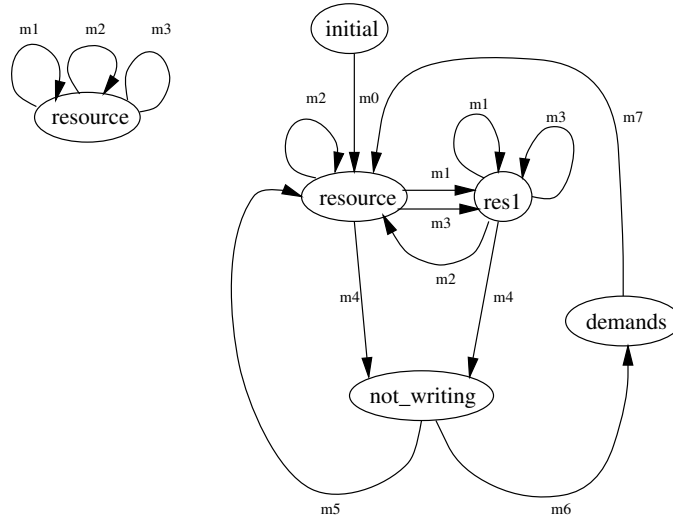 m1
m2
m3
resource
initial
m0
m2
m1
m3
m7
resource
m1
m3
res1
m2
m4
m4
demands
not_writing
m5
m6